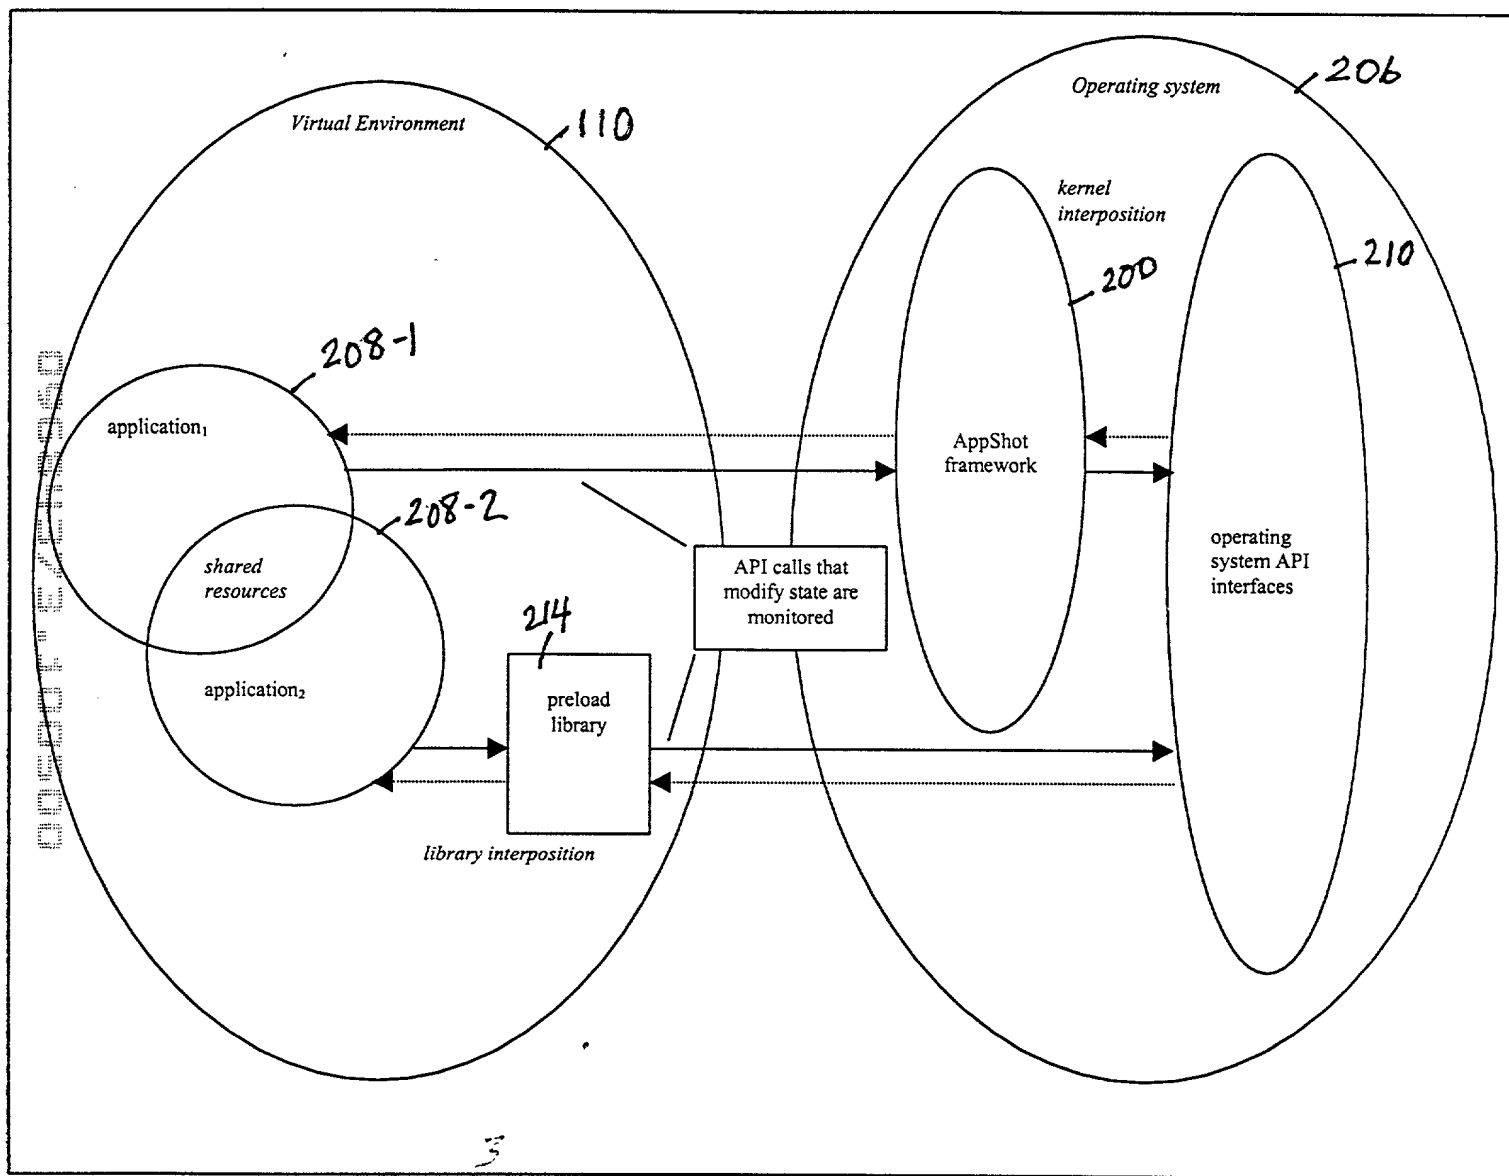 Operating system
206
Virtual Environment
110
kernel
interposition
200
210
208-1
application1
AppShot
framework
208-2
shared
resources
API calls that
modify state are
monitored
operating
system API
interfaces
214
preload
library
application2
library interposition
3